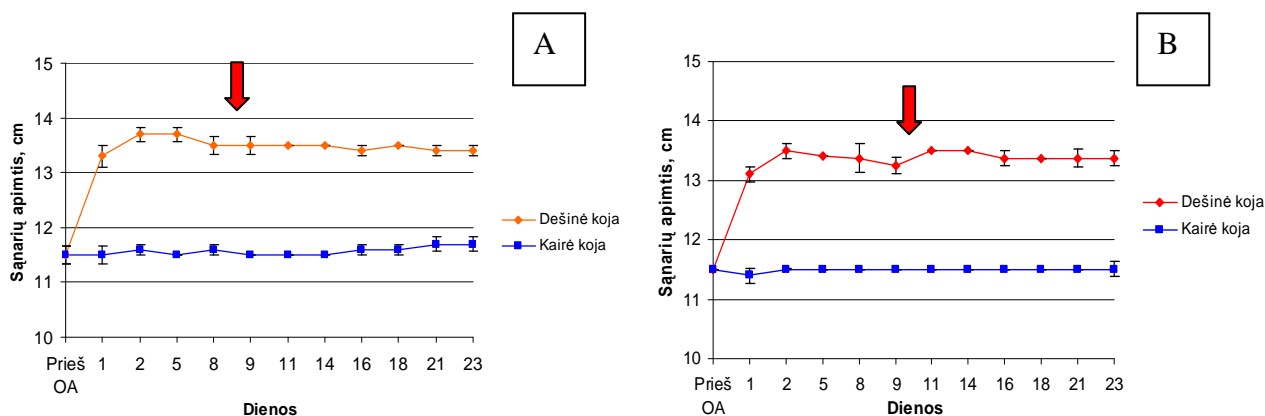 A
15
14
13
12
11
10
Sąnarių apimtis, cm
Prieš OA 1 2 5 8 9 11 14 16 18 21 23
Dienos
Dešinė koja
Kairė koja
B
15
14
13
12
11
10
Sąnarių apimtis, cm
Prieš OA 1 2 5 8 9 11 14 16 18 21 23
Dienos
Dešinė koja
Kairė koja